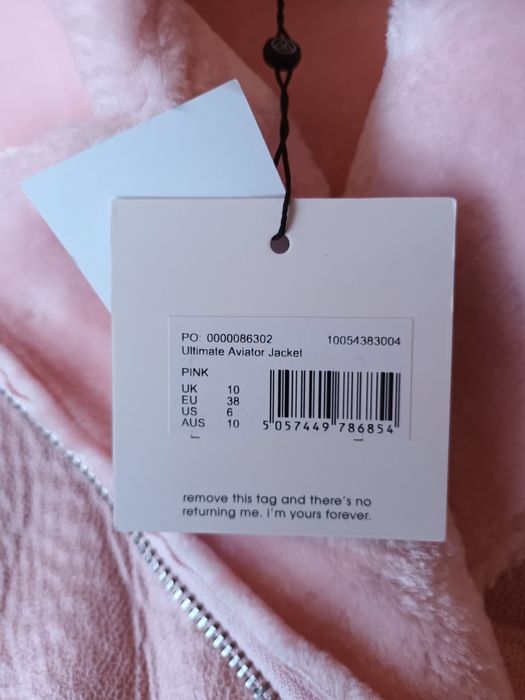 PO: 0000086302 10054383004
Ultimate Aviator Jacket
PINK
UK 10
EU 38
US 6
AUS 10
5 057449 786854
remove this tag and there's no
returning me. i'm yours forever.